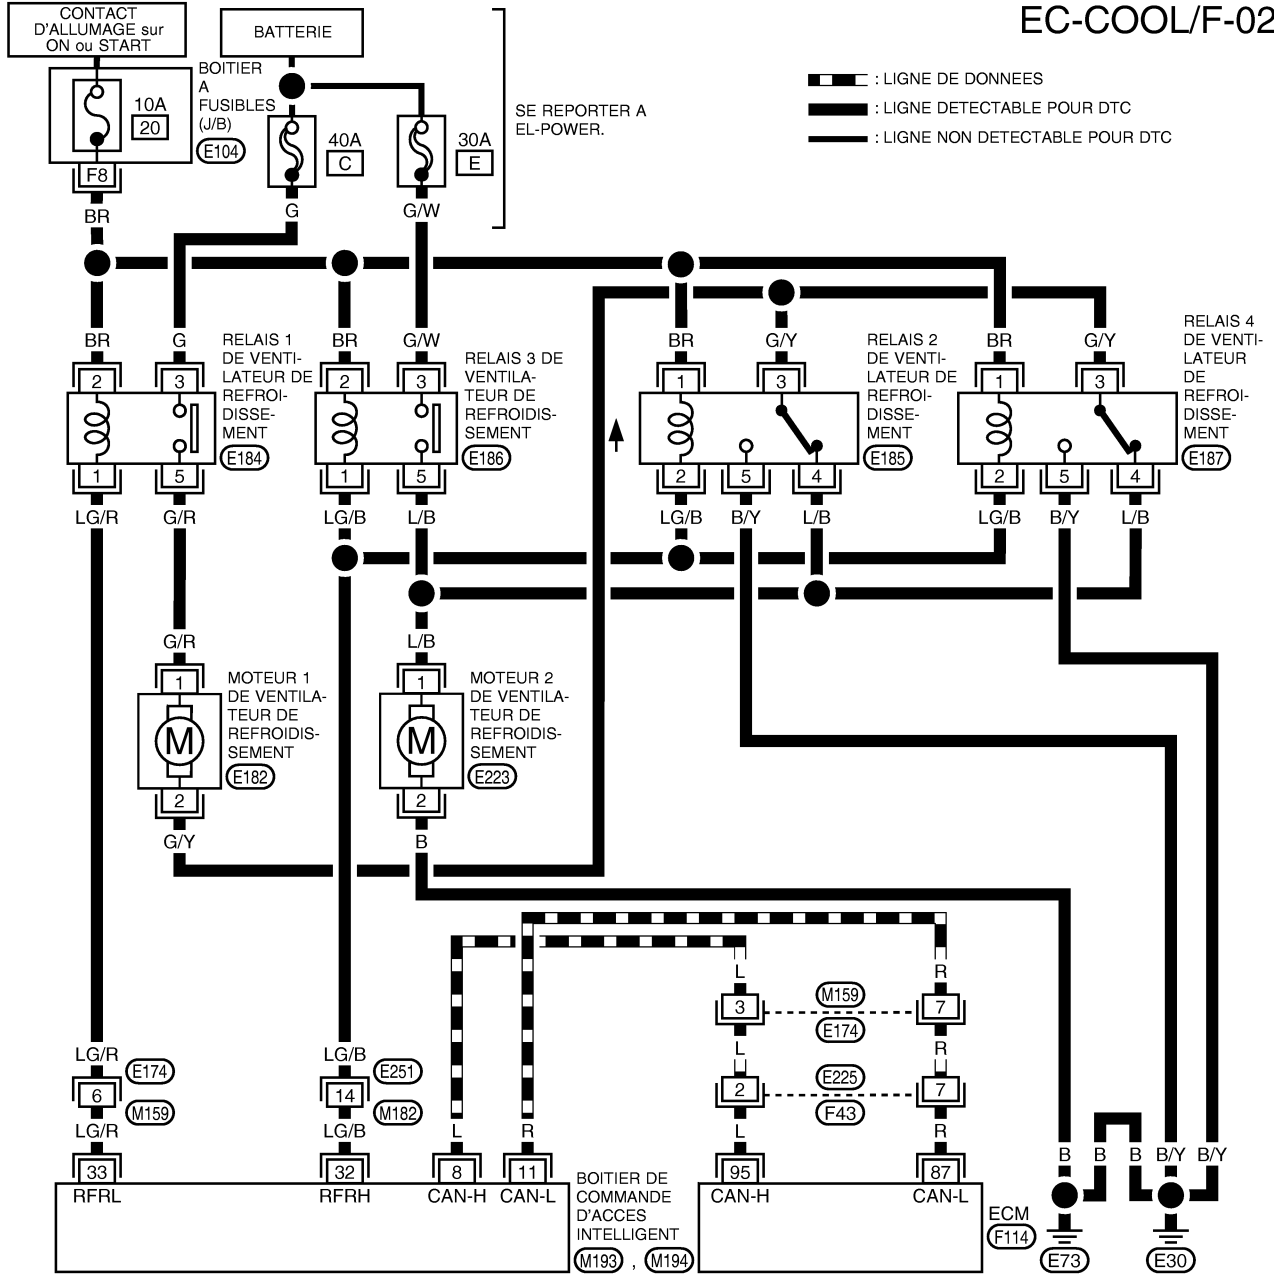 EC-COOL/F-02
CONTACT
D'ALLUMAGE sur
ON ou START
BATTERIE
: LIGNE DE DONNEES
: LIGNE DETECTABLE POUR DTC
: LIGNE NON DETECTABLE POUR DTC
BOITIER
A
FUSIBLES
(J/B)
E104
10A
20
F8
40A
C
30A
E
SE REPORTER A
EL-POWER.
BR
G
G/W
BR
G
BR
G/W
BR
G/Y
BR
G/Y
RELAIS 1
DE VENTI-
LATEUR DE
REFROI-
DISSE-
MENT
E184
RELAIS 3 DE
VENTILA-
TEUR DE
REFROIDIS-
SEMENT
E186
RELAIS 2
DE VENTI-
LATEUR DE
REFROI-
DISSE-
MENT
E185
RELAIS 4
DE VENTI-
LATEUR
DE
REFROI-
DISSE-
MENT
E187
2
3
2
3
1
3
1
3
1
5
1
5
2
5
4
2
5
4
LG/R
G/R
LG/B
L/B
LG/B
B/Y
L/B
LG/B
B/Y
L/B
G/R
L/B
1
1
MOTEUR 1
DE VENTILA-
TEUR DE
REFROIDIS-
SEMENT
E182
M
MOTEUR 2
DE VENTILA-
TEUR DE
REFROIDIS-
SEMENT
E223
M
2
2
G/Y
B
L
R
3
M159
7
E174
L
R
LG/R
E174
LG/B
E251
2
E225
7
6
14
M159
M182
F43
LG/R
LG/B
L
R
L
R
B
B
B
B/Y
B/Y
33
32
8
11
95
87
RFRL
RFRH
CAN-H
CAN-L
CAN-H
CAN-L
BOITIER DE
COMMANDE
D'ACCES
INTELLIGENT
M193 , M194
ECM
F114
E73
E30